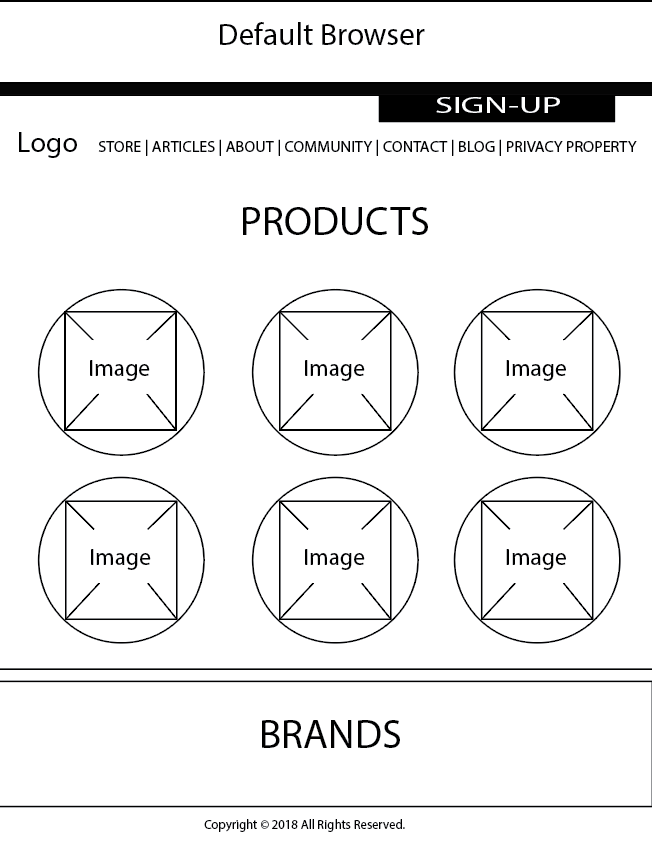 Default Browser
SIGN-UP
Logo STORE | ARTICLES | ABOUT | COMMUNITY | CONTACT | BLOG | PRIVACY PROPERTY
PRODUCTS
Image Image Image
Image Image Image
BRANDS
Copyright © 2018 All Rights Reserved.